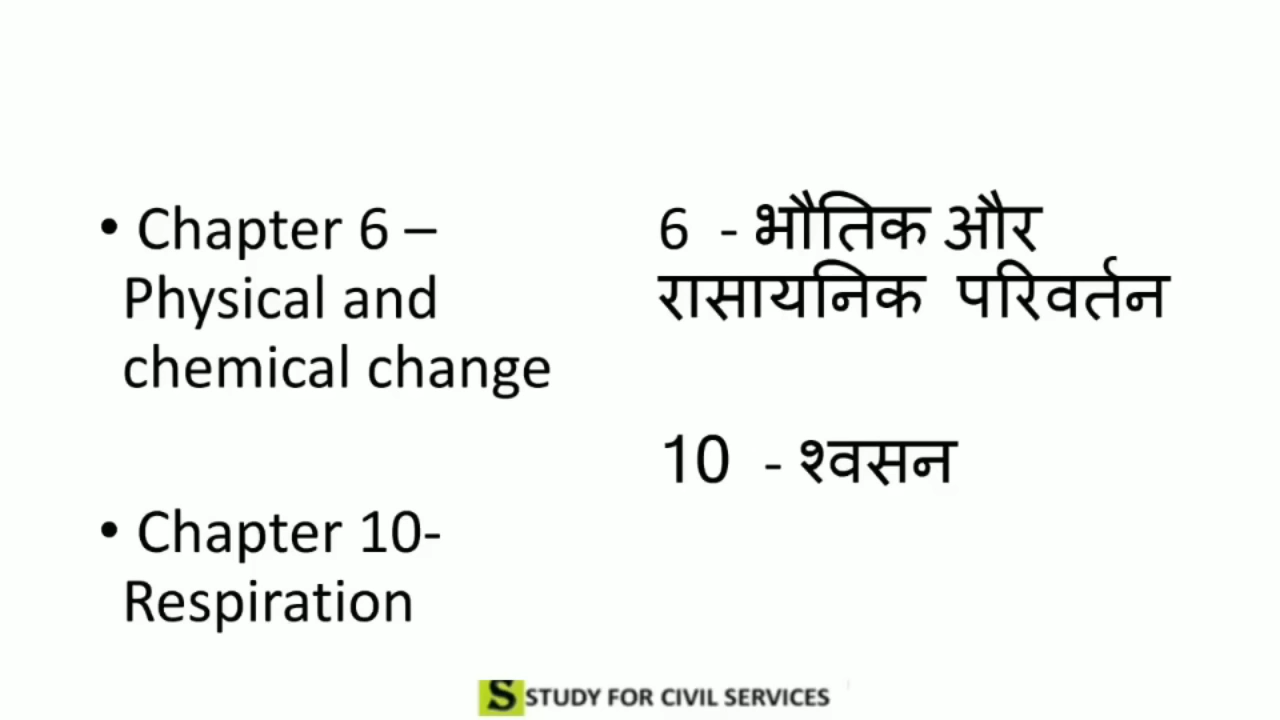 • Chapter 6 –
Physical and
chemical change
• Chapter 10-
Respiration
6 - भौतिक और
रासायनिक परिवर्तन
10 - श्वसन
S STUDY FOR CIVIL SERVICES